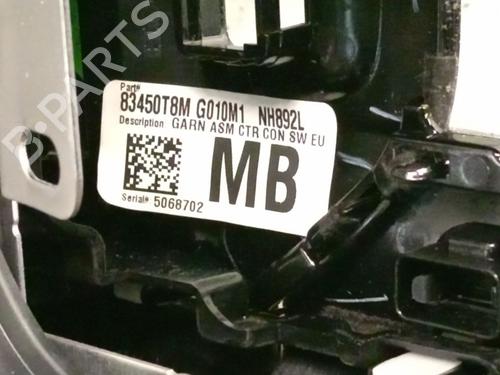 B-PARTS
Part#
83450T8M G010M1 NH892L
Description GARN ASM CTR CON SW EU
MB
Serial# 5068702